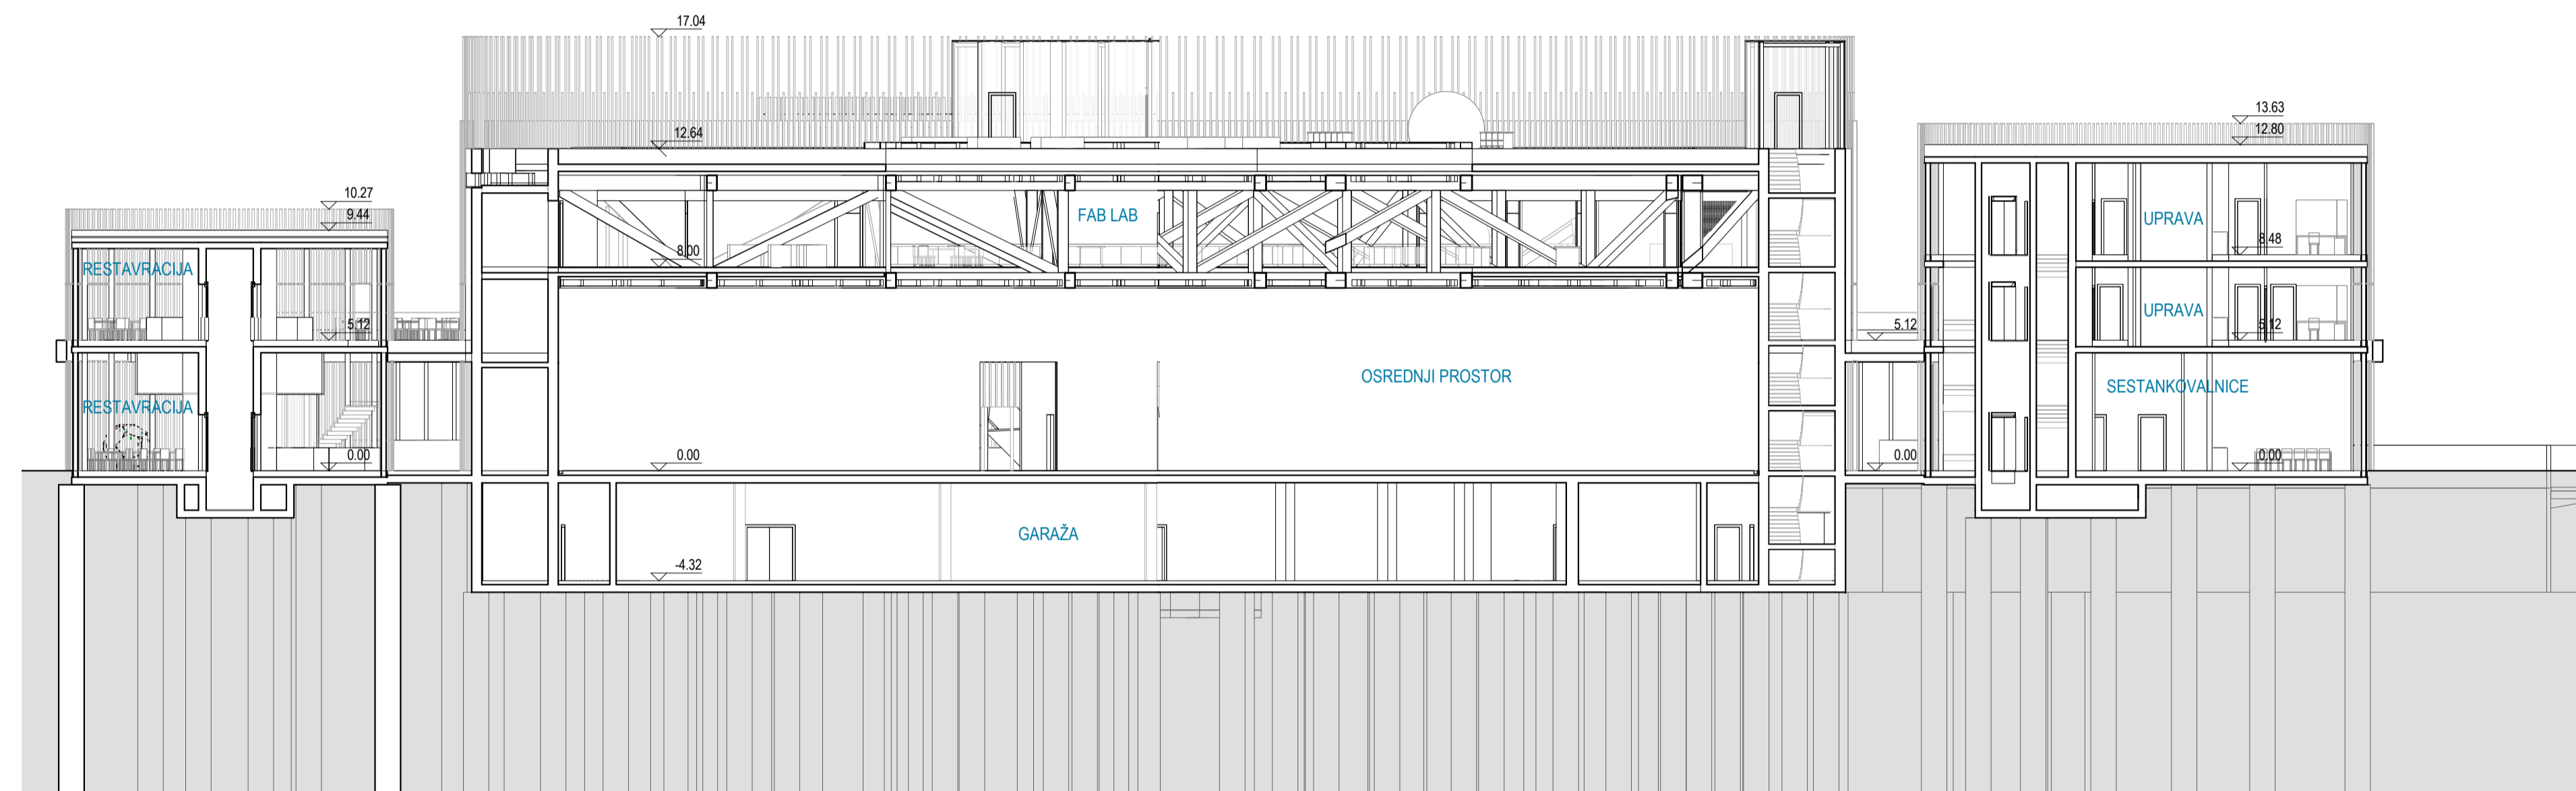 17.04
13.63
12.64
12.80
10.27
9.44
FAB LAB
UPRAVA
8.48
8.00
RESTAVRACIJA
UPRAVA
5.12
5.12
5.12
OSREDNJI PROSTOR
SESTANKOVALNICE
RESTAVRACIJA
0.00
0.00
0.00
0.00
GARAŽA
-4.32